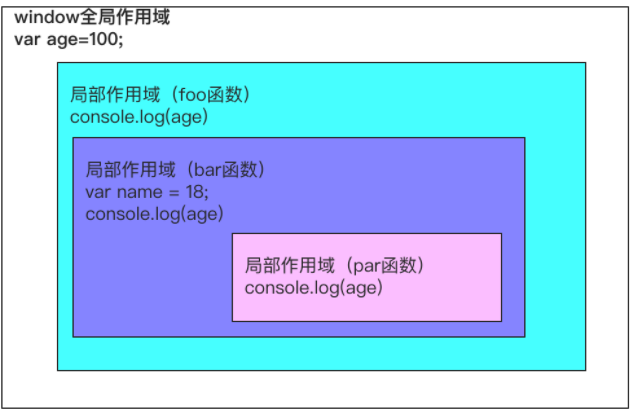 window全局作用域
var age=100;
局部作用域（foo函数）
console.log(age)
局部作用域（bar函数）
var name = 18;
console.log(age)
局部作用域（par函数）
console.log(age)